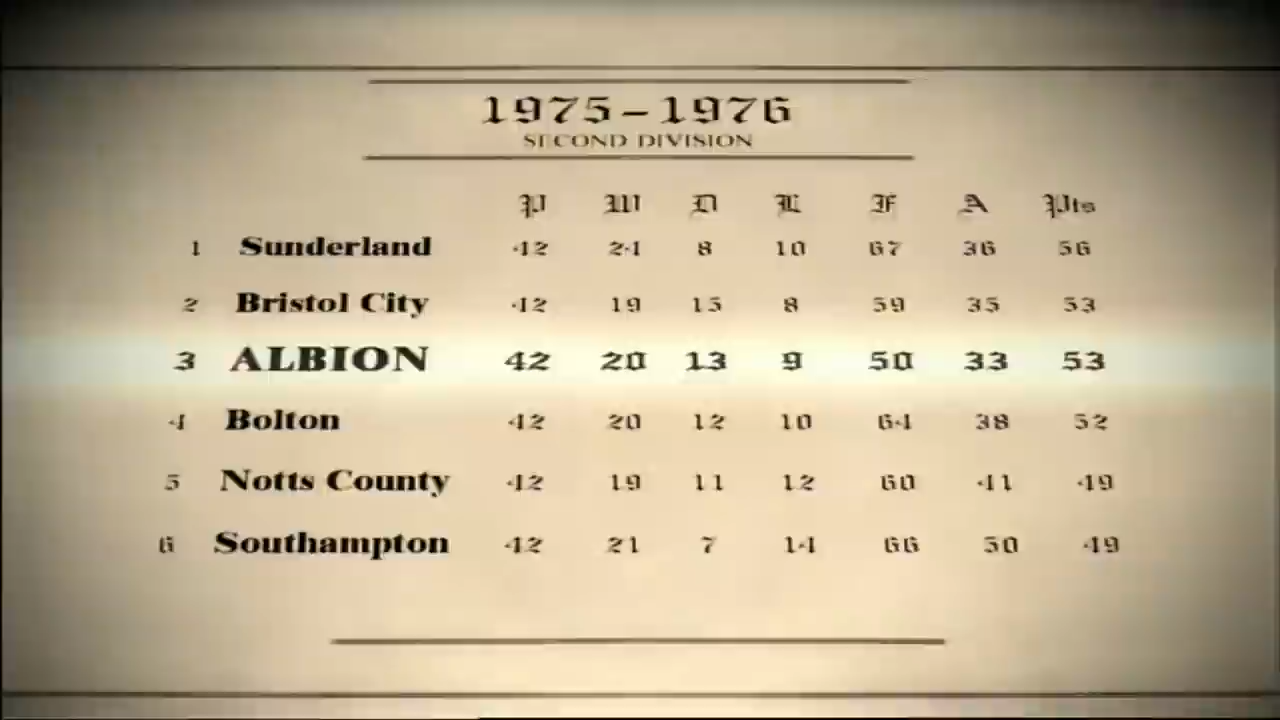 1975–1976
SECOND DIVISION
P W D L F A Pts
1 Sunderland 42 24 8 10 67 36 56
2 Bristol City 42 19 15 8 59 35 53
3 ALBION 42 20 13 9 50 33 53
4 Bolton 42 20 12 10 64 38 52
5 Notts County 42 19 11 12 60 41 49
6 Southampton 42 21 7 14 66 50 49